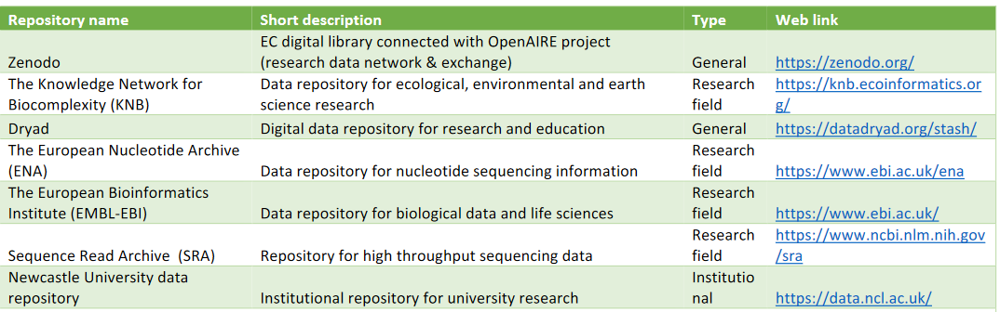 Repository name Short description Type Web link
EC digital library connected with OpenAIRE project
Zenodo (research data network & exchange) General https://zenodo.org/
The Knowledge Network for Data repository for ecological, environmental and earth Research https://knb.ecoinformatics.or
Biocomplexity (KNB) science research field g/
Dryad Digital data repository for research and education General https://datadryad.org/stash/
The European Nucleotide Archive Research
(ENA) Data repository for nucleotide sequencing information field https://www.ebi.ac.uk/ena
The European Bioinformatics Research
Institute (EMBL-EBI) Data repository for biological data and life sciences field https://www.ebi.ac.uk/
Research https://www.ncbi.nlm.nih.gov
Sequence Read Archive (SRA) Repository for high throughput sequencing data field /sra
Newcastle University data Institutio
repository Institutional repository for university research nal https://data.ncl.ac.uk/